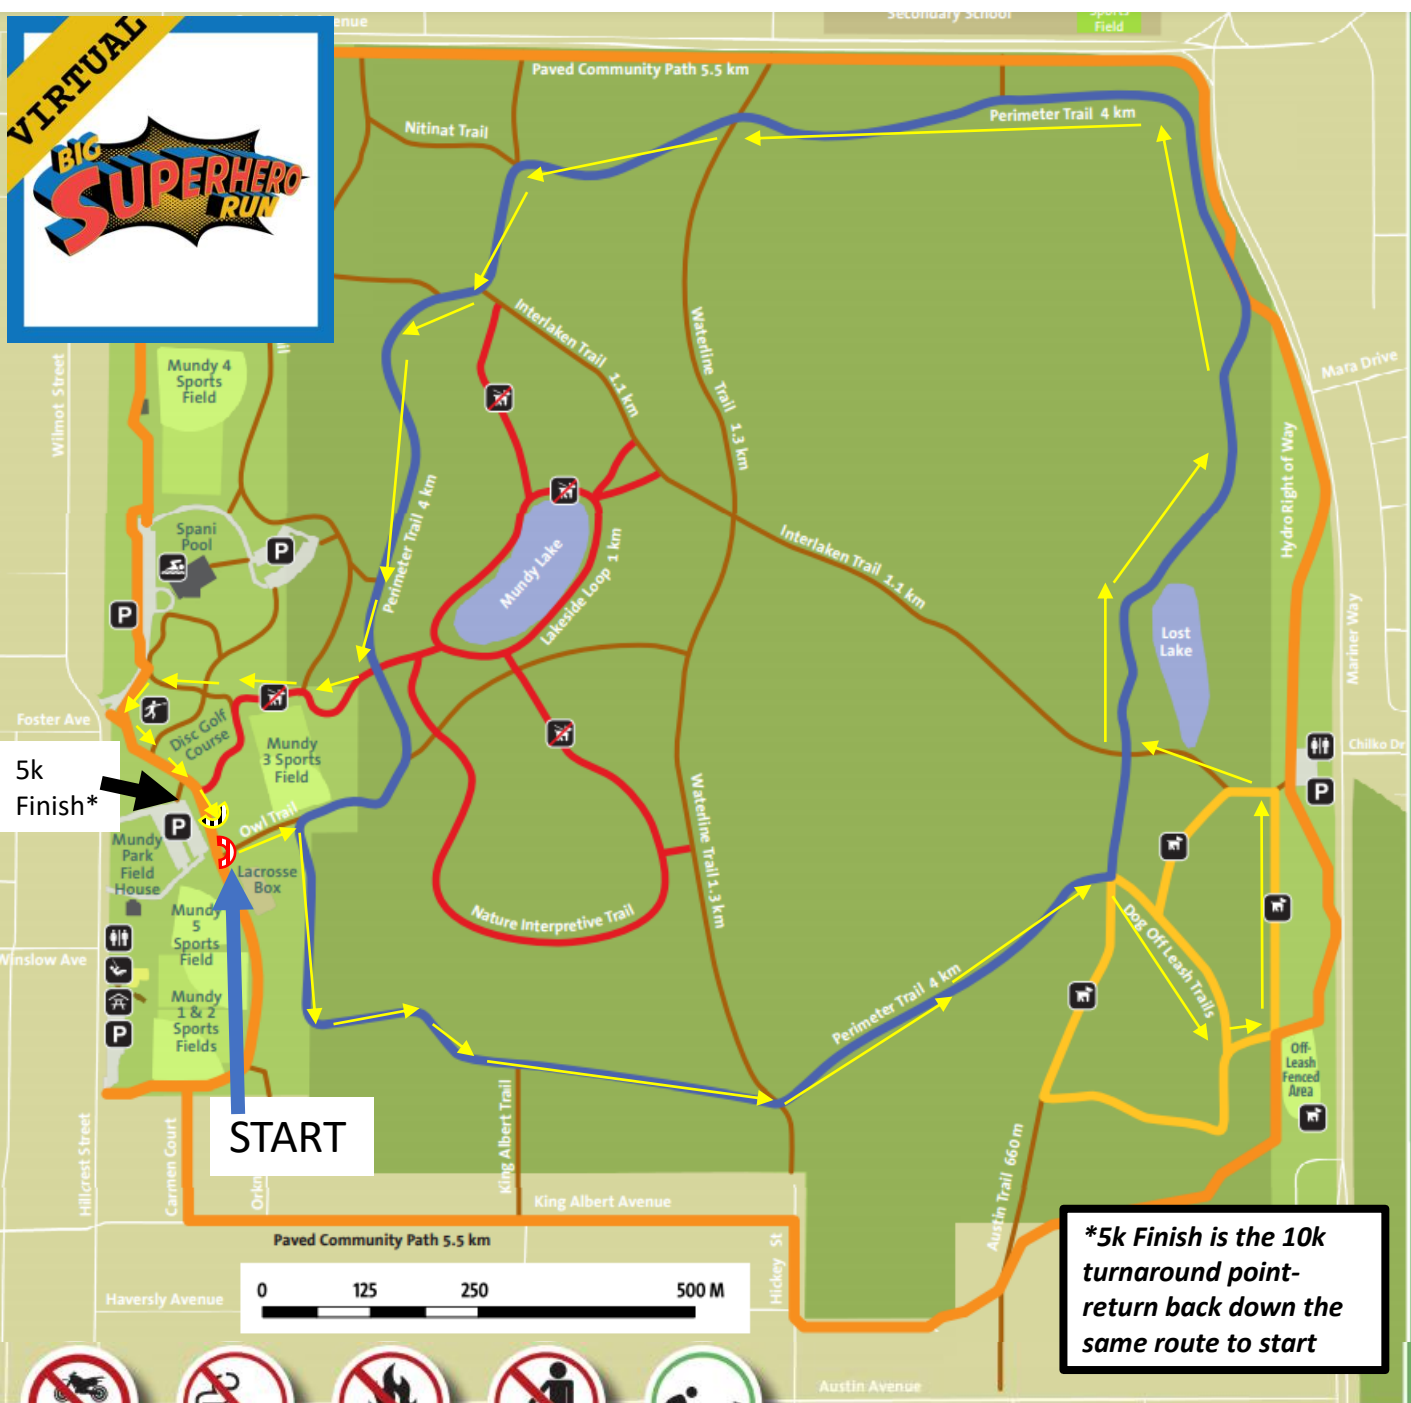 VIRTUAL
BIG
SUPERHERO
RUN
Secondary School
Sports
Field
enue
Paved Community Path 5.5 km
Nitinat Trail
Perimeter Trail 4 km
Interlaken Trail 1.1 km
Waterline Trail 1.3 km
Mara Drive
Wilmot Street
Mundy 4
Sports
Field
Hydro Right of Way
Perimeter Trail 4 km
Spani
Pool
P
P
Mundy Lake
Lakeside Loop 1 km
Interlaken Trail 1.1 km
Lost
Lake
Mariner Way
Foster Ave
Disc Golf
Course
Mundy
3 Sports
Field
Chilko Dr
5k
Finish*
P
Owl Trail
P
Waterline Trail 1.3 km
Mundy
Park
Field
House
Lacrosse
Box
Nature Interpretive Trail
Dog Off Leash Trails
Mundy
5
Sports
Field
Winslow Ave
Perimeter Trail 4 km
Mundy
1 & 2
Sports
Fields
P
Off-
Leash
Fenced
Area
START
Hillcrest Street
Carmen Court
Orkn
King Albert Trail
Austin Trail 660 m
King Albert Avenue
Paved Community Path 5.5 km
Hickey St
*5k Finish is the 10k
turnaround point-
return back down the
same route to start
0 125 250 500 M
Haversly Avenue
Austin Avenue